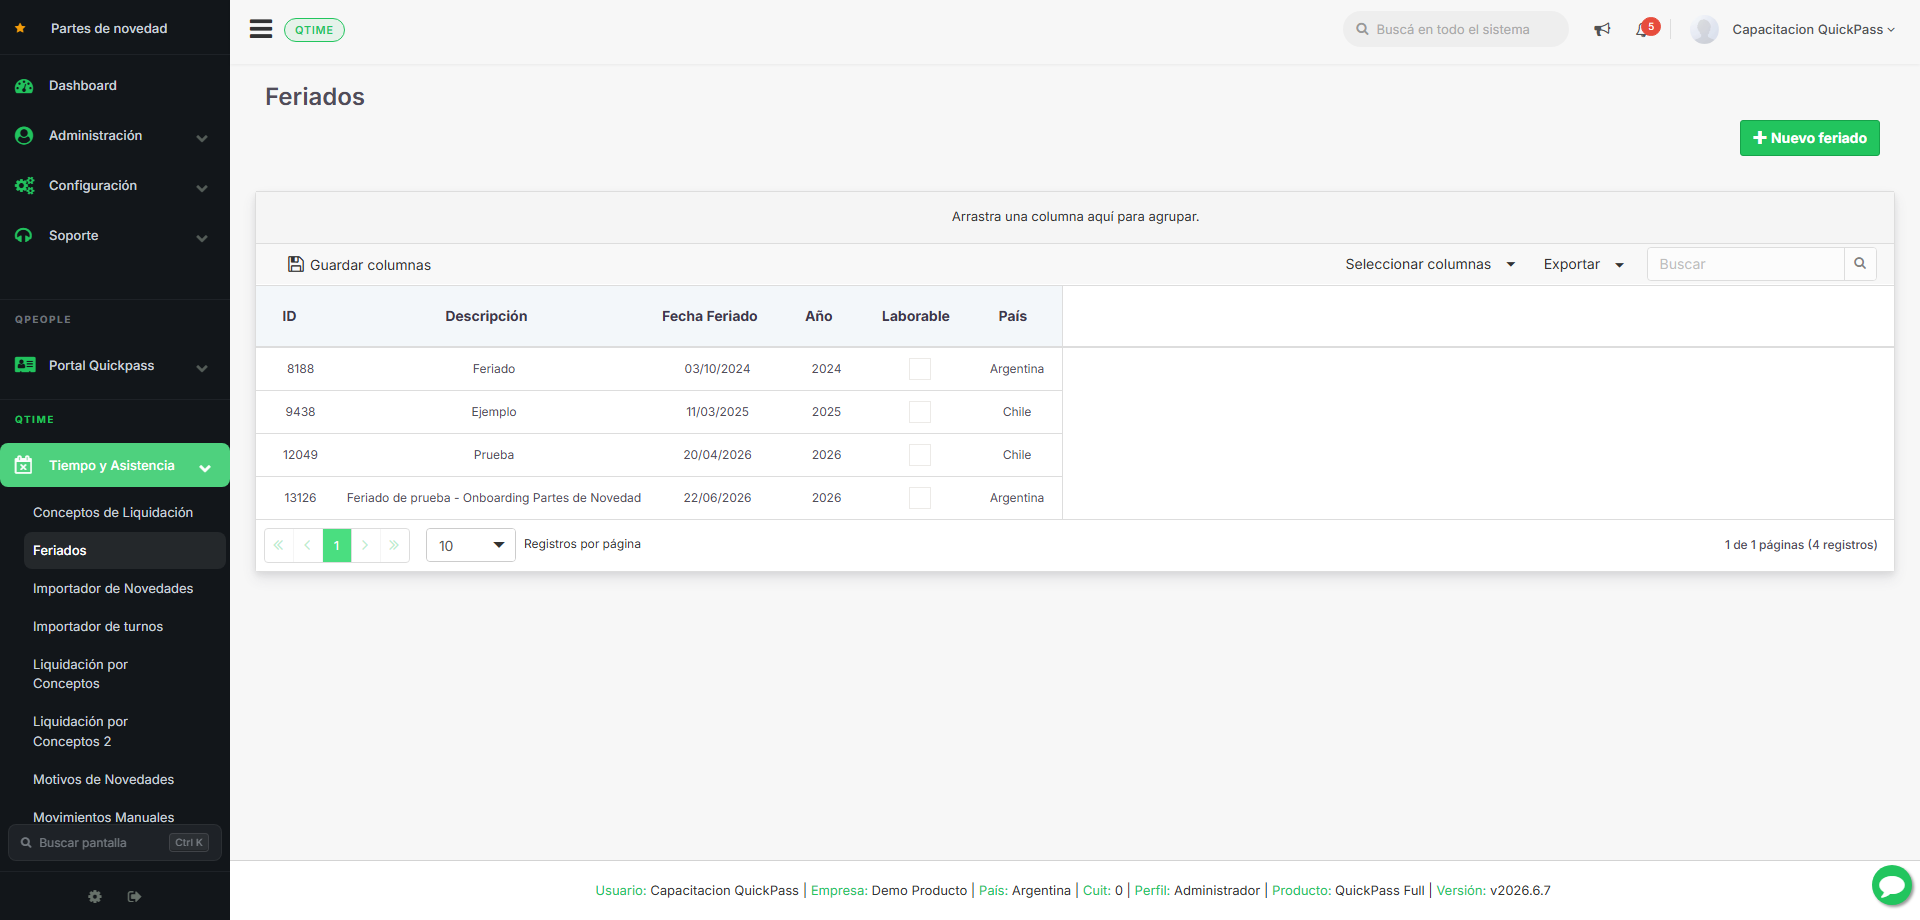 Partes de novedad
Dashboard
Administración
Configuración
Soporte
QPEOPLE
Portal Quickpass
QTIME
Tiempo y Asistencia
Conceptos de Liquidación
Feriados
Importador de Novedades
Importador de turnos
Liquidación por
Conceptos
Liquidación por
Conceptos 2
Motivos de Novedades
Movimientos Manuales
Buscar pantalla Ctrl K
QTIME
Buscá en todo el sistema
5
Capacitacion QuickPass
Feriados
Nuevo feriado
Arrastra una columna aquí para agrupar.
Guardar columnas
Seleccionar columnas
Exportar
Buscar
ID Descripción Fecha Feriado Año Laborable País
8188 Feriado 03/10/2024 2024 Argentina
9438 Ejemplo 11/03/2025 2025 Chile
12049 Prueba 20/04/2026 2026 Chile
13126 Feriado de prueba - Onboarding Partes de Novedad 22/06/2026 2026 Argentina
« ‹ 1 › » 10 Registros por página
1 de 1 páginas (4 registros)
Usuario: Capacitacion QuickPass | Empresa: Demo Producto | País: Argentina | Cuit: 0 | Perfil: Administrador | Producto: QuickPass Full | Versión: v2026.6.7